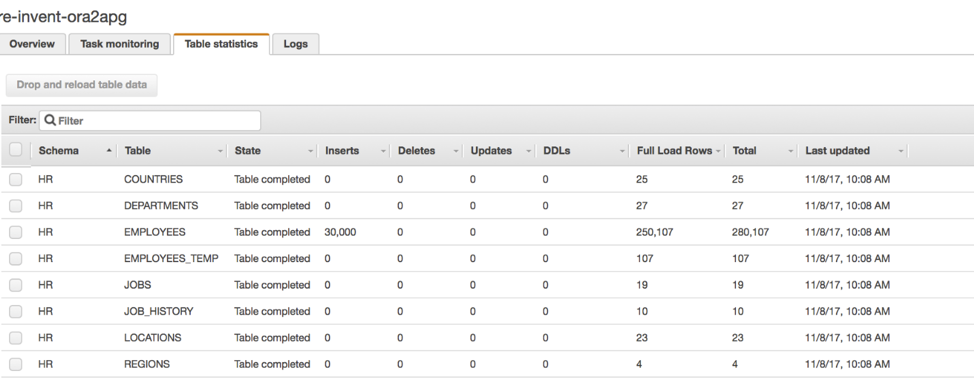 re-invent-ora2apg
Overview Task monitoring Table statistics Logs
Drop and reload table data
Filter: Filter
Schema Table State Inserts Deletes Updates DDLs Full Load Rows Total Last updated
HR COUNTRIES Table completed 0 0 0 0 25 25 11/8/17, 10:08 AM
HR DEPARTMENTS Table completed 0 0 0 0 27 27 11/8/17, 10:08 AM
HR EMPLOYEES Table completed 30,000 0 0 0 250,107 280,107 11/8/17, 10:08 AM
HR EMPLOYEES_TEMP Table completed 0 0 0 0 107 107 11/8/17, 10:08 AM
HR JOBS Table completed 0 0 0 0 19 19 11/8/17, 10:08 AM
HR JOB_HISTORY Table completed 0 0 0 0 10 10 11/8/17, 10:08 AM
HR LOCATIONS Table completed 0 0 0 0 23 23 11/8/17, 10:08 AM
HR REGIONS Table completed 0 0 0 0 4 4 11/8/17, 10:08 AM